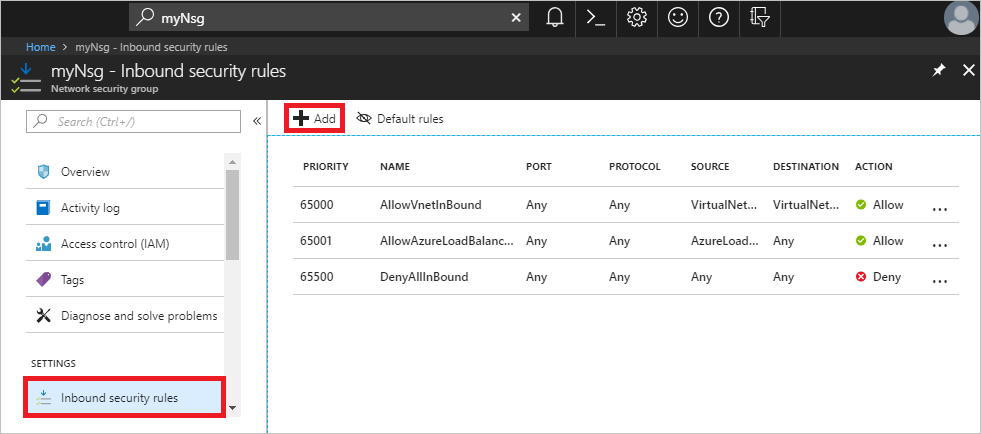 myNsg
Home > myNsg - Inbound security rules
myNsg - Inbound security rules
Network security group
Search (Ctrl+/)
Overview
Activity log
Access control (IAM)
Tags
Diagnose and solve problems
SETTINGS
Inbound security rules
Add Default rules
PRIORITY NAME PORT PROTOCOL SOURCE DESTINATION ACTION
65000 AllowVnetInBound Any Any VirtualNet... VirtualNet... Allow ...
65001 AllowAzureLoadBalanc... Any Any AzureLoad... Any Allow ...
65500 DenyAllInBound Any Any Any Any Deny ...